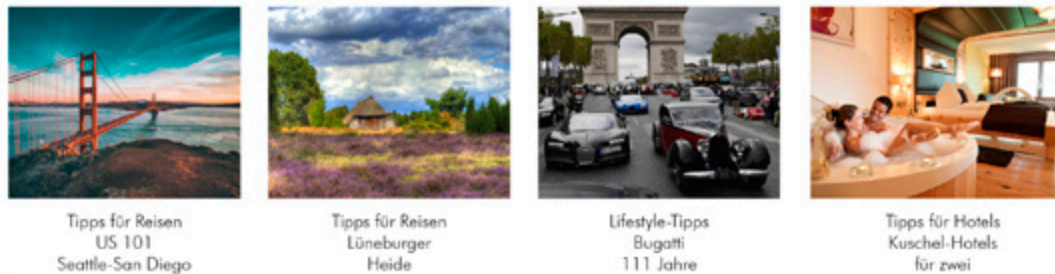 Tipps für Reisen
US 101
Seattle-San Diego
Tipps für Reisen
Lüneburger
Heide
Lifestyle-Tipps
Bugatti
111 Jahre
Tipps für Hotels
Kuschel-Hotels
für zwei